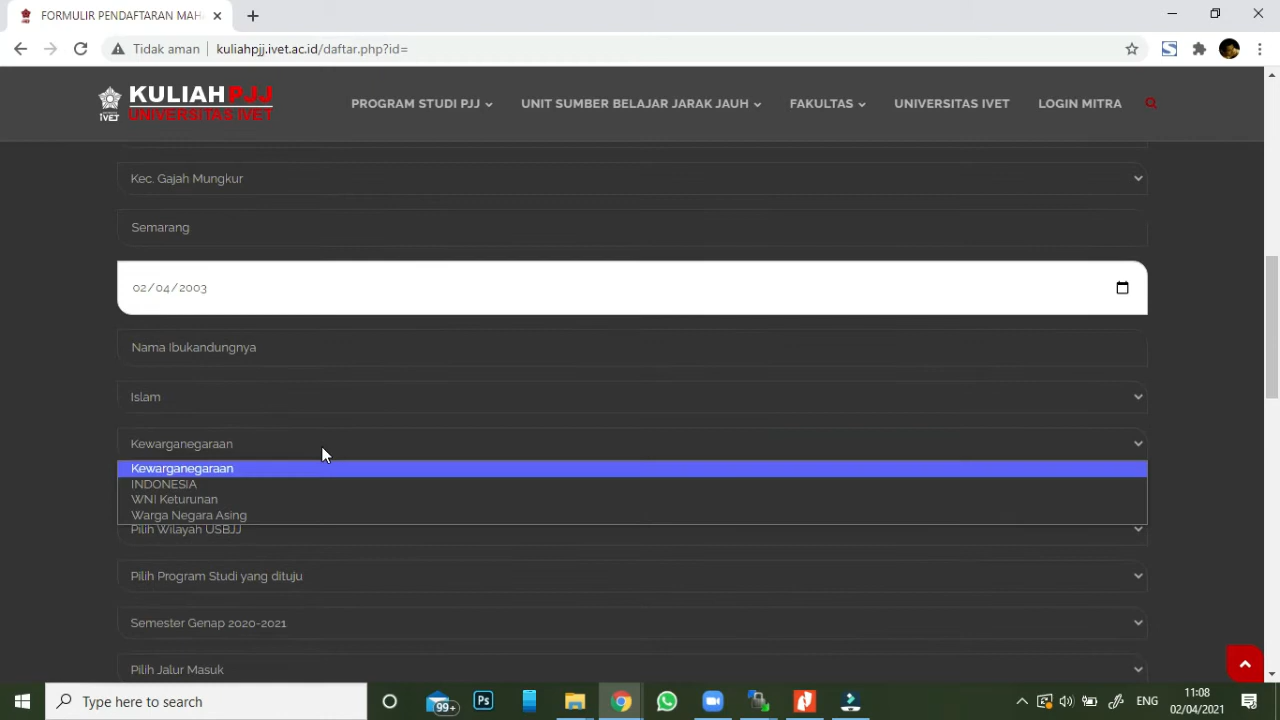 FORMULIR PENDAFTARAN MAHA
Tidak aman
kuliahpjj.ivet.ac.id/daftar.php?id=
IVET
KULIAH PJJ
UNIVERSITAS IVET
PROGRAM STUDI PJJ
UNIT SUMBER BELAJAR JARAK JAUH
FAKULTAS
UNIVERSITAS IVET
LOGIN MITRA
Kec. Gajah Mungkur
Semarang
02/04/2003
Nama Ibukandungnya
Islam
Kewarganegaraan
Kewarganegaraan
INDONESIA
WNI Keturunan
Warga Negara Asing
Pilih Wilayah USBJJ
Pilih Program Studi yang dituju
Semester Genap 2020-2021
Pilih Jalur Masuk
Type here to search
99+
Ps
ENG
11:08
02/04/2021